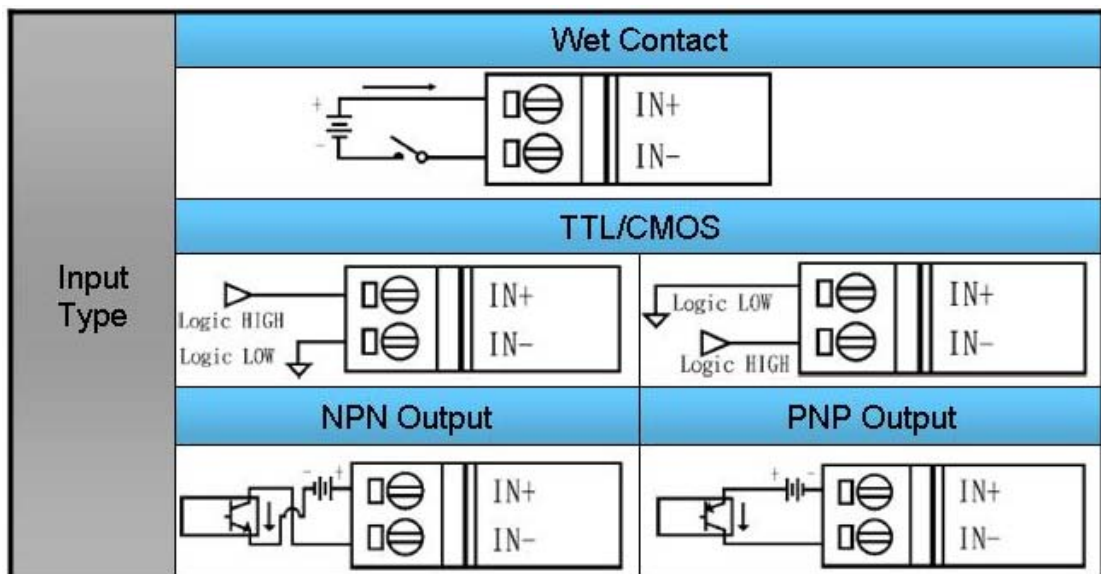 Input
Type
Wet Contact
+
-
IN+
IN-
TTL/CMOS
Logic HIGH
Logic LOW
IN+
IN-
Logic LOW
Logic HIGH
IN+
IN-
NPN Output
PNP Output
- +
IN+
IN-
+ -
IN+
IN-